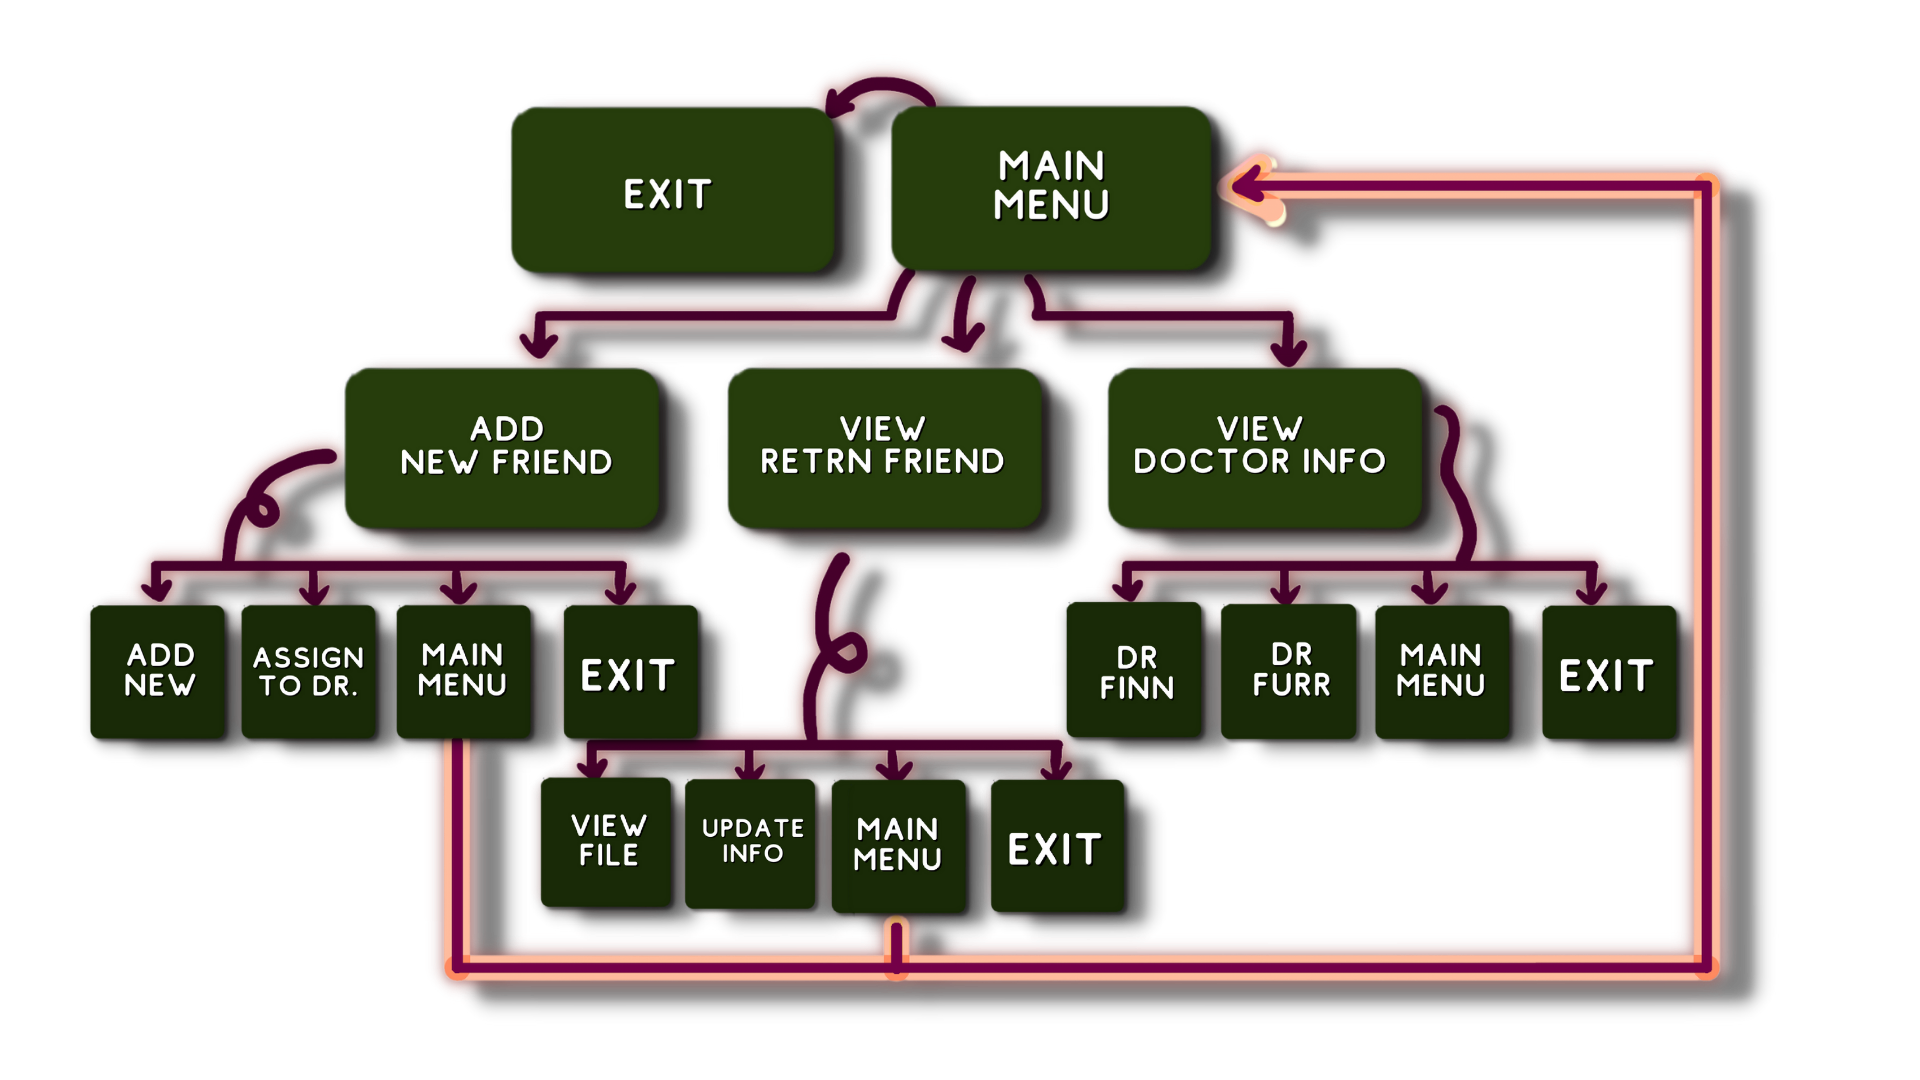 EXIT
MAIN
MENU
ADD
NEW FRIEND
VIEW
RETRN FRIEND
VIEW
DOCTOR INFO
ADD
NEW
ASSIGN
TO DR.
MAIN
MENU
EXIT
DR
FINN
DR
FURR
MAIN
MENU
EXIT
VIEW
FILE
UPDATE
INFO
MAIN
MENU
EXIT